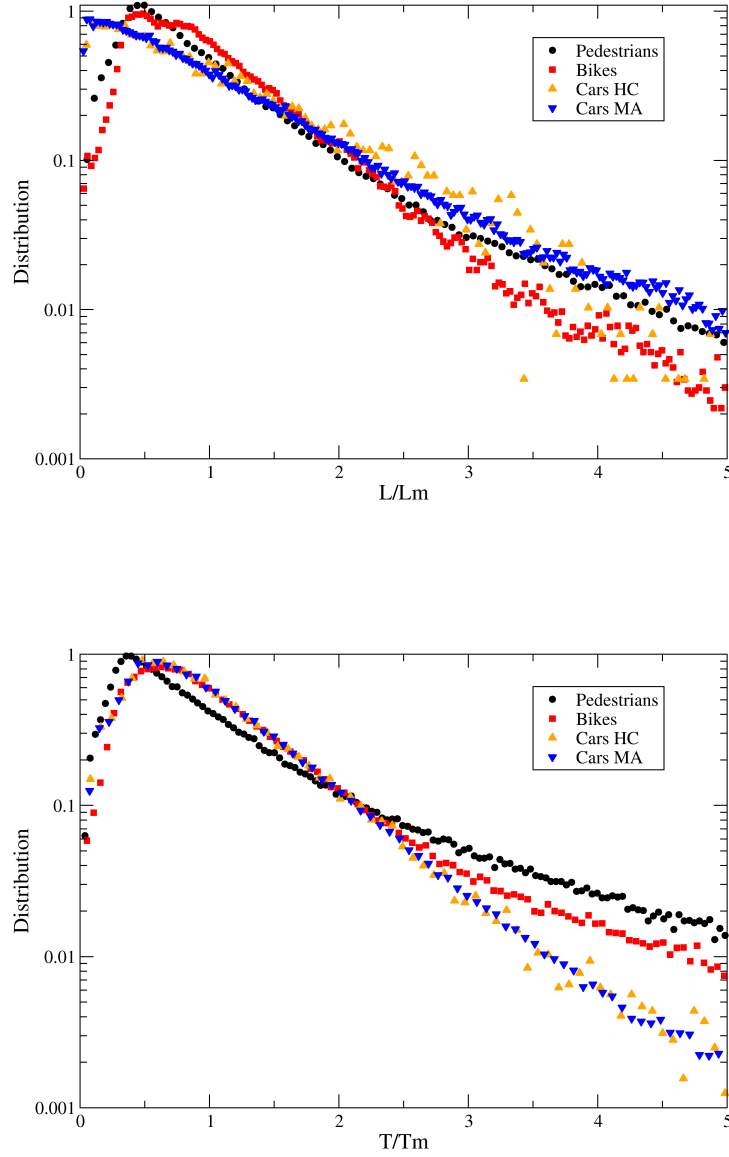 1
0.1
0.01
0.001
Distribution
Pedestrians
Bikes
Cars HC
Cars MA
0 1 2 3 4 5
L/Lm
1
0.1
0.01
0.001
Distribution
Pedestrians
Bikes
Cars HC
Cars MA
0 1 2 3 4 5
T/Tm